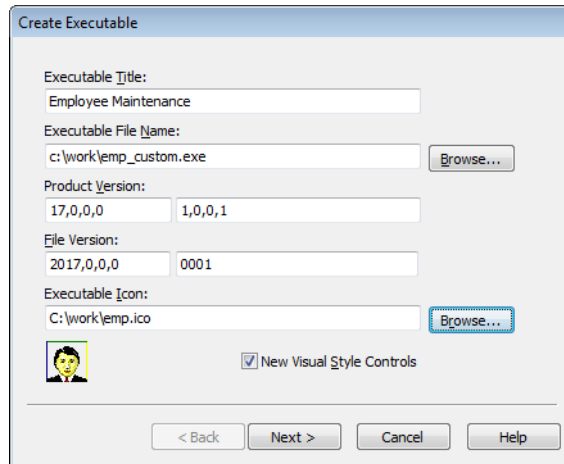 Create Executable
Executable Title:
Employee Maintenance
Executable File Name:
c:\work\emp_custom.exe
Browse...
Product Version:
17,0,0,0 1,0,0,1
File Version:
2017,0,0,0 0001
Executable Icon:
C:\work\emp.ico
Browse...
New Visual Style Controls
< Back Next > Cancel Help